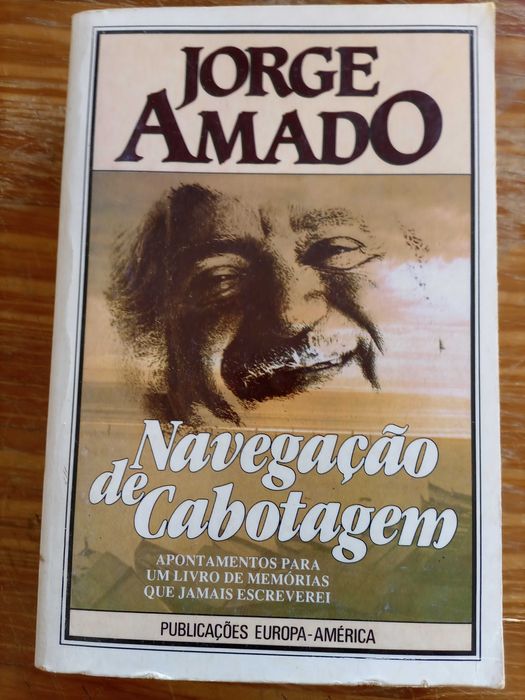 JORGE
AMADO
Navegação
de Cabotagem
APONTAMENTOS PARA
UM LIVRO DE MEMÓRIAS
QUE JAMAIS ESCREVEREI
PUBLICAÇÕES EUROPA-AMÉRICA